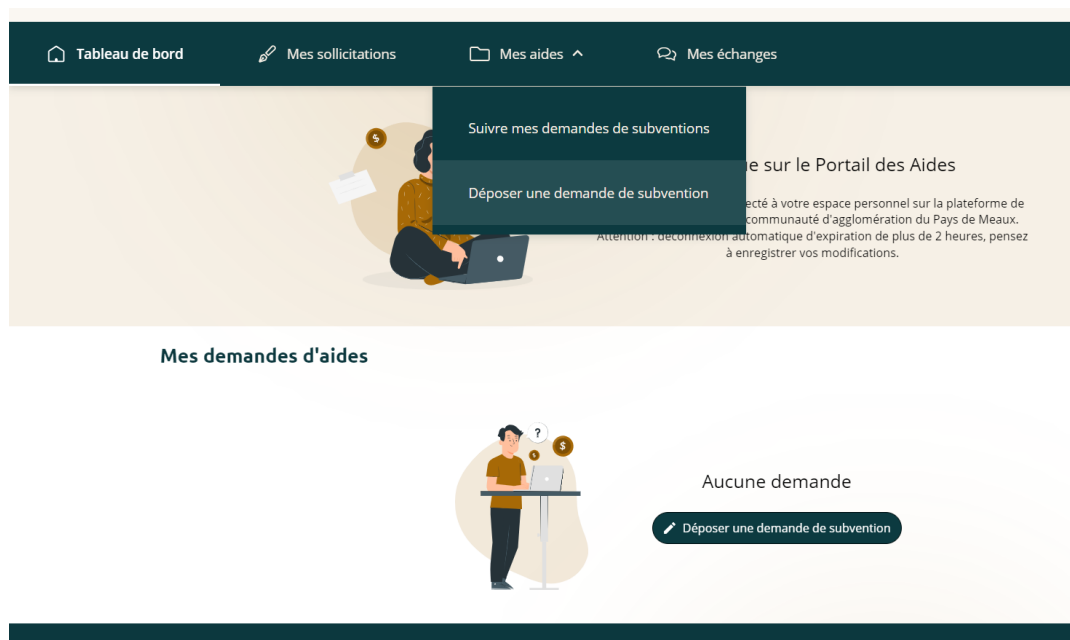 Tableau de bord
Mes sollicitations
Mes aides
Mes échanges
Suivre mes demandes de subventions
Déposer une demande de subvention
sur le Portail des Aides
à votre espace personnel sur la plateforme de
communauté d'agglomération du Pays de Meaux.
Attention : déconnexion automatique d'expiration de plus de 2 heures, pensez
à enregistrer vos modifications.
Mes demandes d'aides
Aucune demande
Déposer une demande de subvention